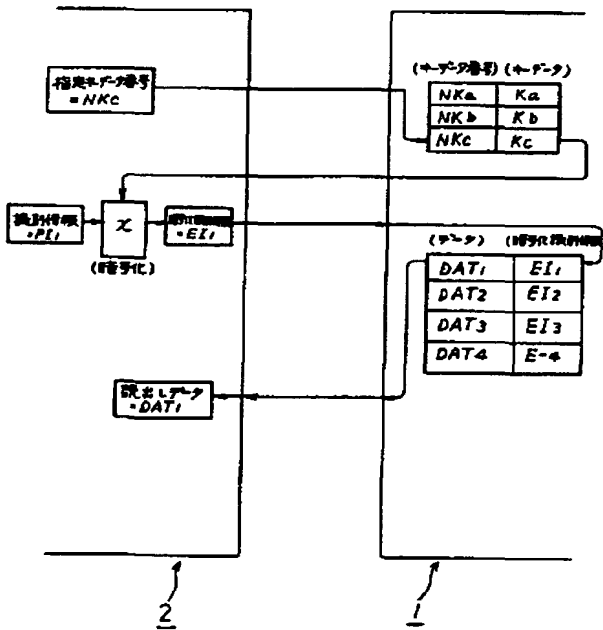 指定キーデータ番号
=NKc
(キーデータ番号) (キーデータ)
NKa Ka
NKb Kb
NKc Kc
識別情報
=PI1
x
(暗号化)
=EI1
(データ) (暗号化識別情報)
DAT1 EI1
DAT2 EI2
DAT3 EI3
DAT4 E-4
読出しデータ
=DAT1
2
1